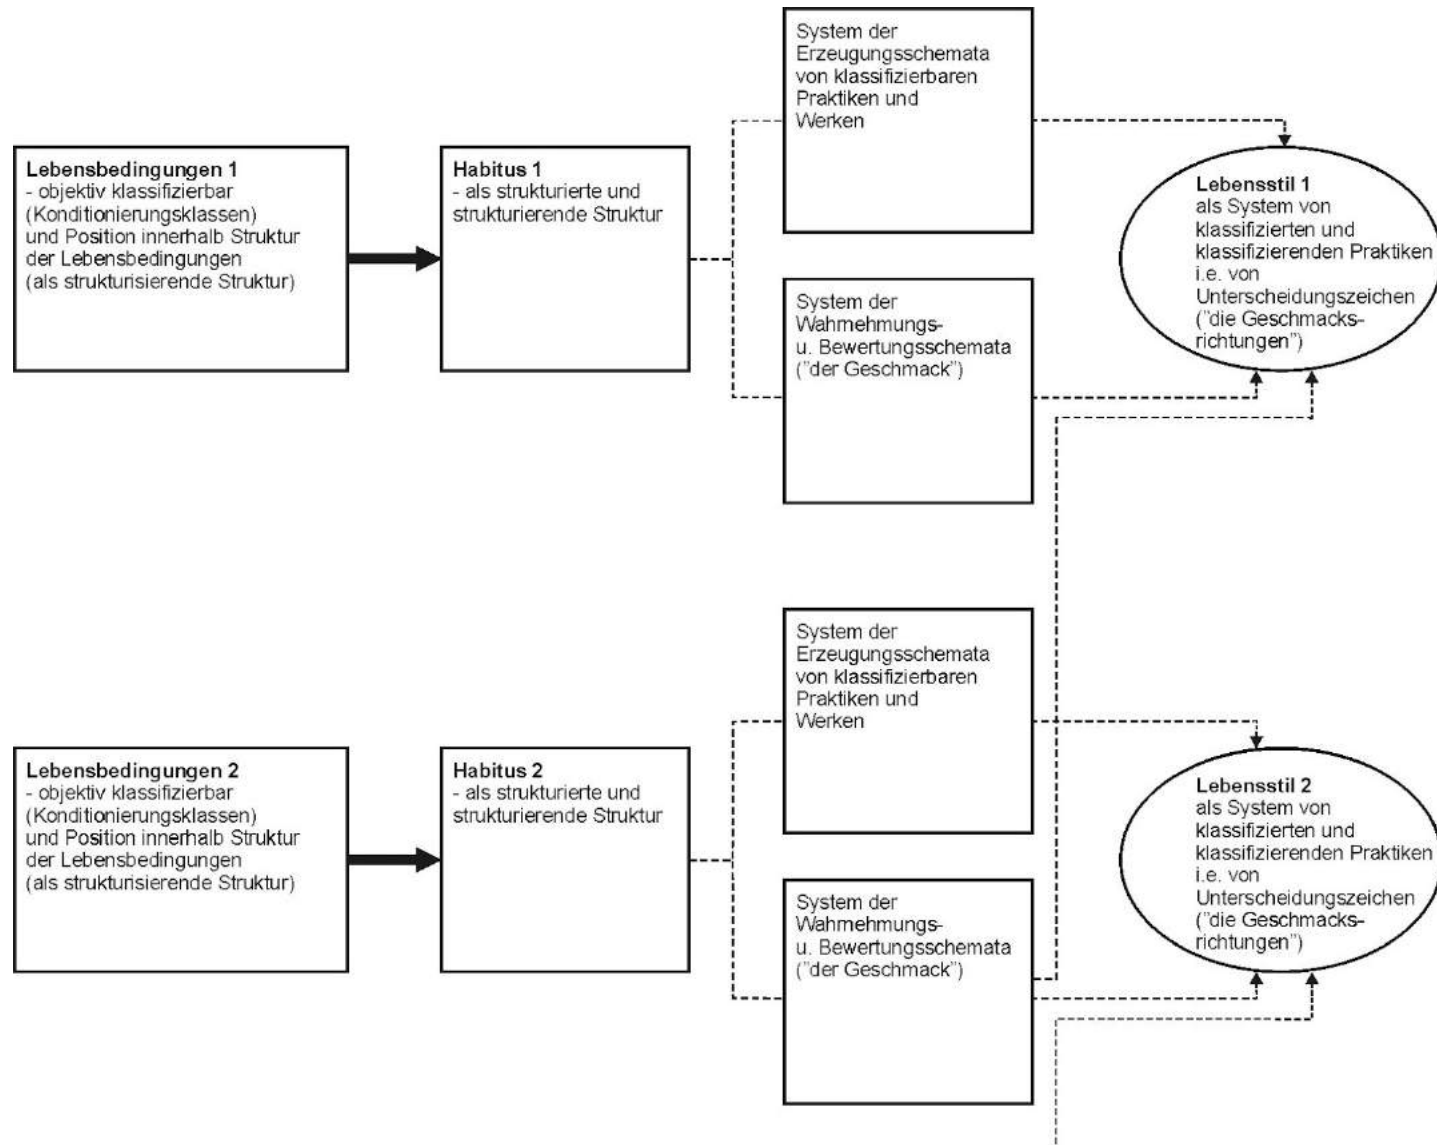 System der
Erzeugungsschemata
von klassifizierbaren
Praktiken und
Werken
Lebensbedingungen 1
- objektiv klassifizierbar
(Konditionierungsklassen)
und Position innerhalb Struktur
der Lebensbedingungen
(als strukturisierende Struktur)
Habitus 1
- als strukturierte und
strukturierende Struktur
Lebensstil 1
als System von
klassifizierten und
klassifizierenden Praktiken
i.e. von
Unterscheidungszeichen
("die Geschmacks-
richtungen")
System der
Wahrnehmungs-
u. Bewertungsschemata
("der Geschmack")
System der
Erzeugungsschemata
von klassifizierbaren
Praktiken und
Werken
Lebensbedingungen 2
- objektiv klassifizierbar
(Konditionierungsklassen)
und Position innerhalb Struktur
der Lebensbedingungen
(als strukturisierende Struktur)
Habitus 2
- als strukturierte und
strukturierende Struktur
Lebensstil 2
als System von
klassifizierten und
klassifizierenden Praktiken
i.e. von
Unterscheidungszeichen
("die Geschmacks-
richtungen")
System der
Wahrnehmungs-
u. Bewertungsschemata
("der Geschmack")